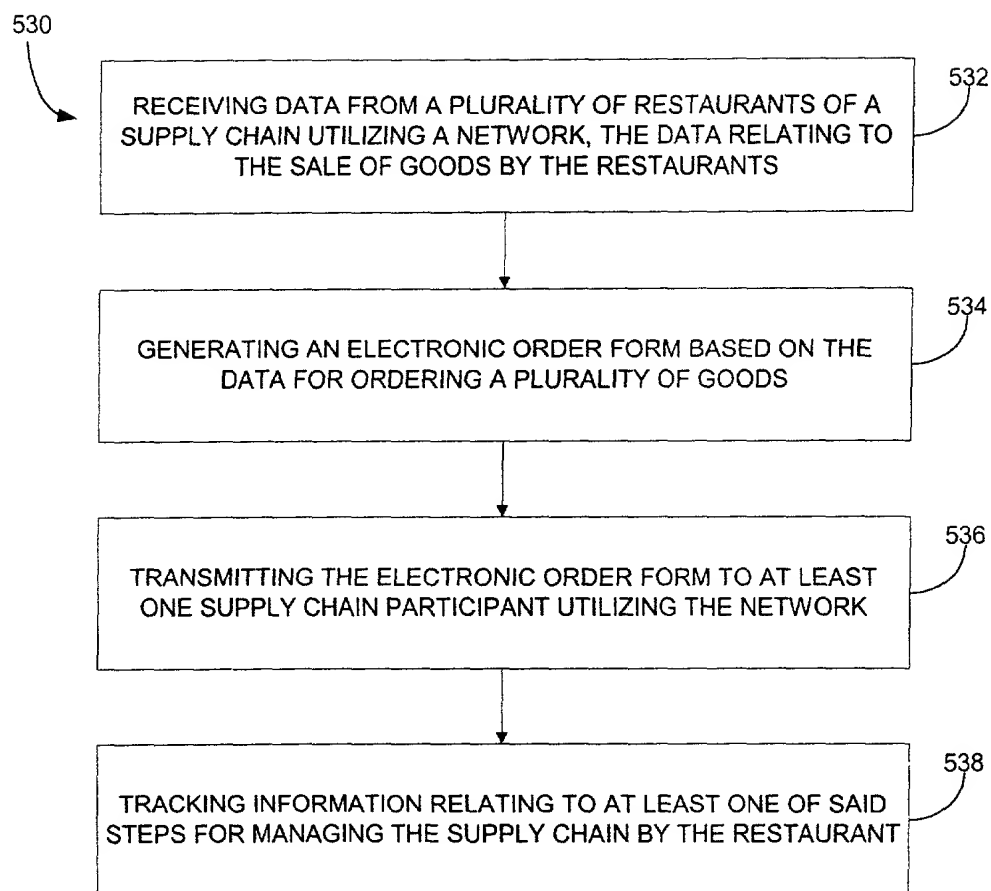 530
532
RECEIVING DATA FROM A PLURALITY OF RESTAURANTS OF A
SUPPLY CHAIN UTILIZING A NETWORK, THE DATA RELATING TO
THE SALE OF GOODS BY THE RESTAURANTS
534
GENERATING AN ELECTRONIC ORDER FORM BASED ON THE
DATA FOR ORDERING A PLURALITY OF GOODS
536
TRANSMITTING THE ELECTRONIC ORDER FORM TO AT LEAST
ONE SUPPLY CHAIN PARTICIPANT UTILIZING THE NETWORK
538
TRACKING INFORMATION RELATING TO AT LEAST ONE OF SAID
STEPS FOR MANAGING THE SUPPLY CHAIN BY THE RESTAURANT